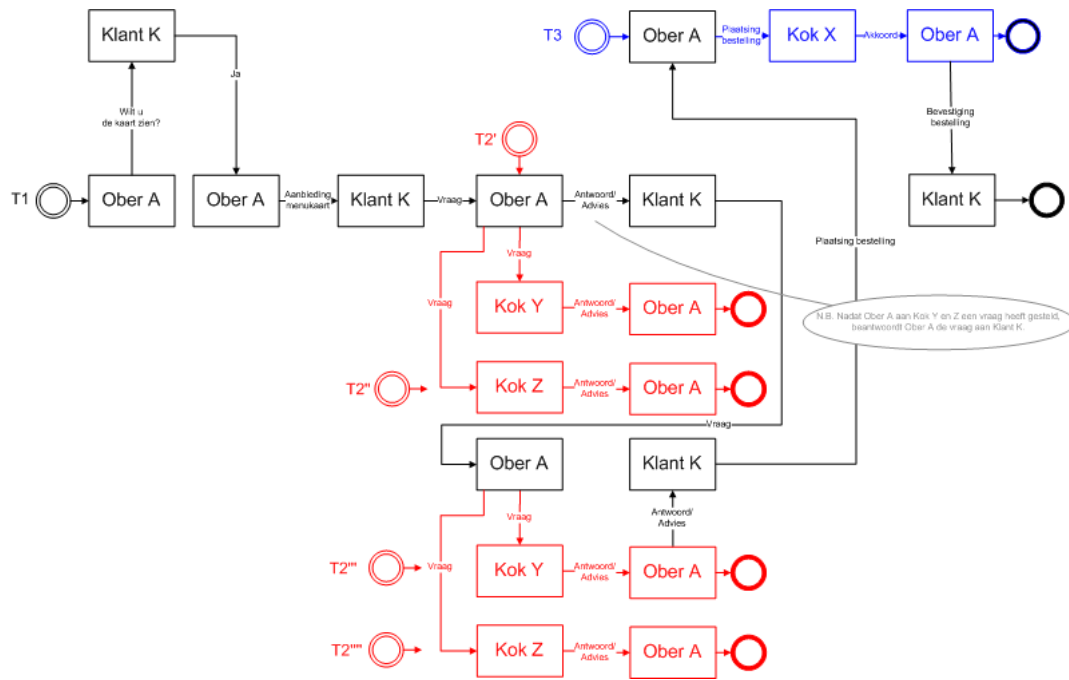 Klant K
T3
Ober A
Plaatsing
bestelling
Kok X
Akkoord
Ober A
Ja
Wilt u
de kaart zien?
Bevestiging
bestelling
T2'
T1
Ober A
Ober A
Aanbieding
menukaart
Klant K
Vraag
Ober A
Antwoord/
Advies
Klant K
Klant K
Plaatsing bestelling
Vraag
Vraag
Kok Y
Antwoord/
Advies
Ober A
N.B. Nadat Ober A aan Kok Y en Z een vraag heeft gesteld,
beantwoordt Ober A de vraag aan Klant K.
T2"
Kok Z
Antwoord/
Advies
Ober A
Vraag
Ober A
Klant K
Vraag
Antwoord/
Advies
T2'"
Vraag
Kok Y
Antwoord/
Advies
Ober A
T2""
Kok Z
Antwoord/
Advies
Ober A